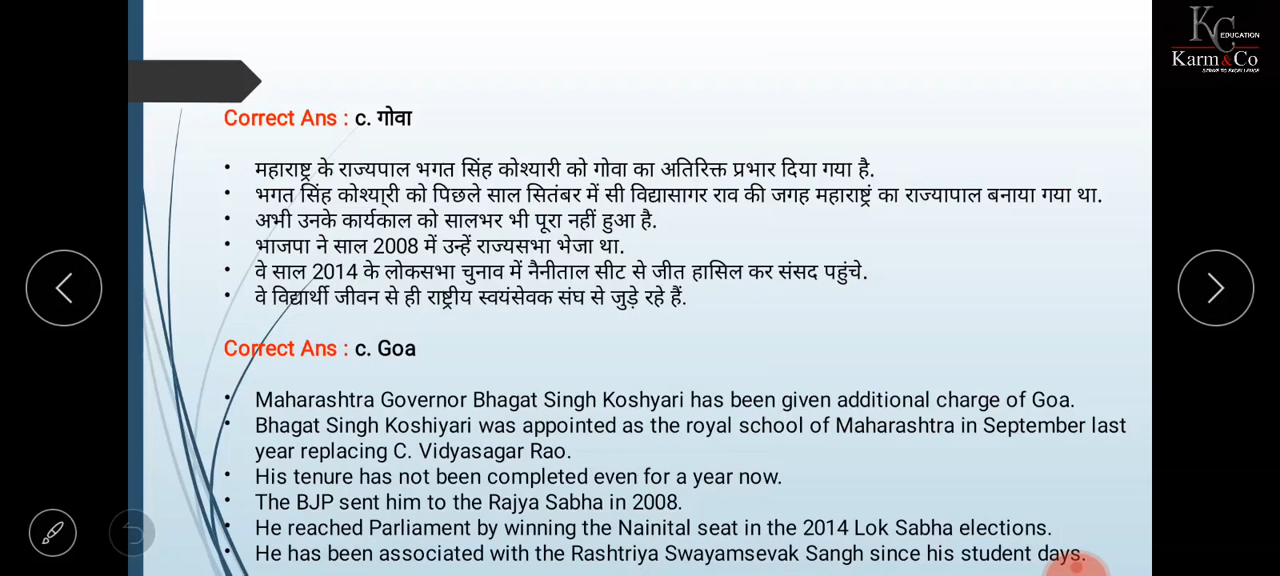 KC EDUCATION
Karm&Co
STRIVE TO EXCELLENCE
Correct Ans : c. गोवा
• महाराष्ट्र के राज्यपाल भगत सिंह कोश्यारी को गोवा का अतिरिक्त प्रभार दिया गया है.
• भगत सिंह कोश्या्री को पिछले साल सितंबर में सी विद्यासागर राव की जगह महाराष्ट्रं का राज्यापाल बनाया गया था.
• अभी उनके कार्यकाल को सालभर भी पूरा नहीं हुआ है.
• भाजपा ने साल 2008 में उन्हें राज्यसभा भेजा था.
• वे साल 2014 के लोकसभा चुनाव में नैनीताल सीट से जीत हासिल कर संसद पहुंचे.
• वे विद्यार्थी जीवन से ही राष्ट्रीय स्वयंसेवक संघ से जुड़े रहे हैं.
Correct Ans : c. Goa
• Maharashtra Governor Bhagat Singh Koshyari has been given additional charge of Goa.
• Bhagat Singh Koshiyari was appointed as the royal school of Maharashtra in September last
year replacing C. Vidyasagar Rao.
• His tenure has not been completed even for a year now.
• The BJP sent him to the Rajya Sabha in 2008.
• He reached Parliament by winning the Nainital seat in the 2014 Lok Sabha elections.
• He has been associated with the Rashtriya Swayamsevak Sangh since his student days.